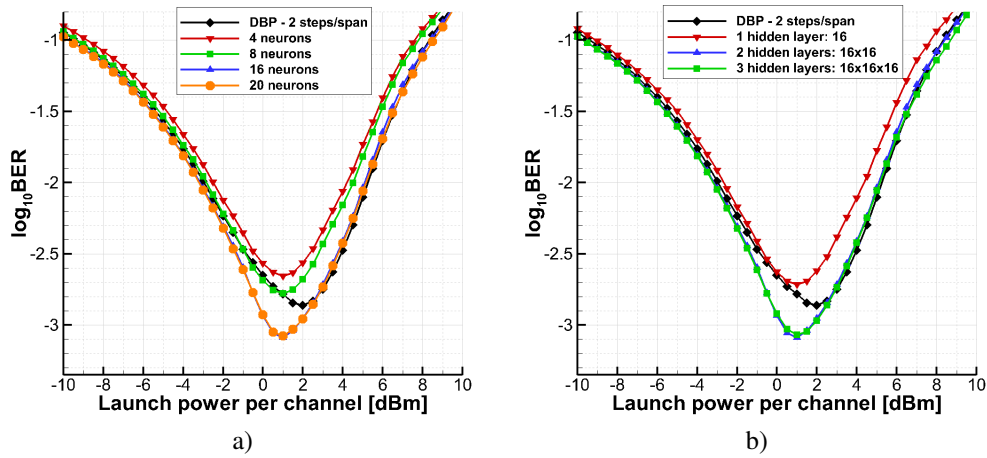 DBP - 2 steps/span
4 neurons
8 neurons
16 neurons
20 neurons
-1
-1.5
-2
-2.5
-3
log10BER
-10 -8 -6 -4 -2 0 2 4 6 8 10
Launch power per channel [dBm]
a)
DBP - 2 steps/span
1 hidden layer: 16
2 hidden layers: 16x16
3 hidden layers: 16x16x16
-1
-1.5
-2
-2.5
-3
log10BER
-10 -8 -6 -4 -2 0 2 4 6 8 10
Launch power per channel [dBm]
b)